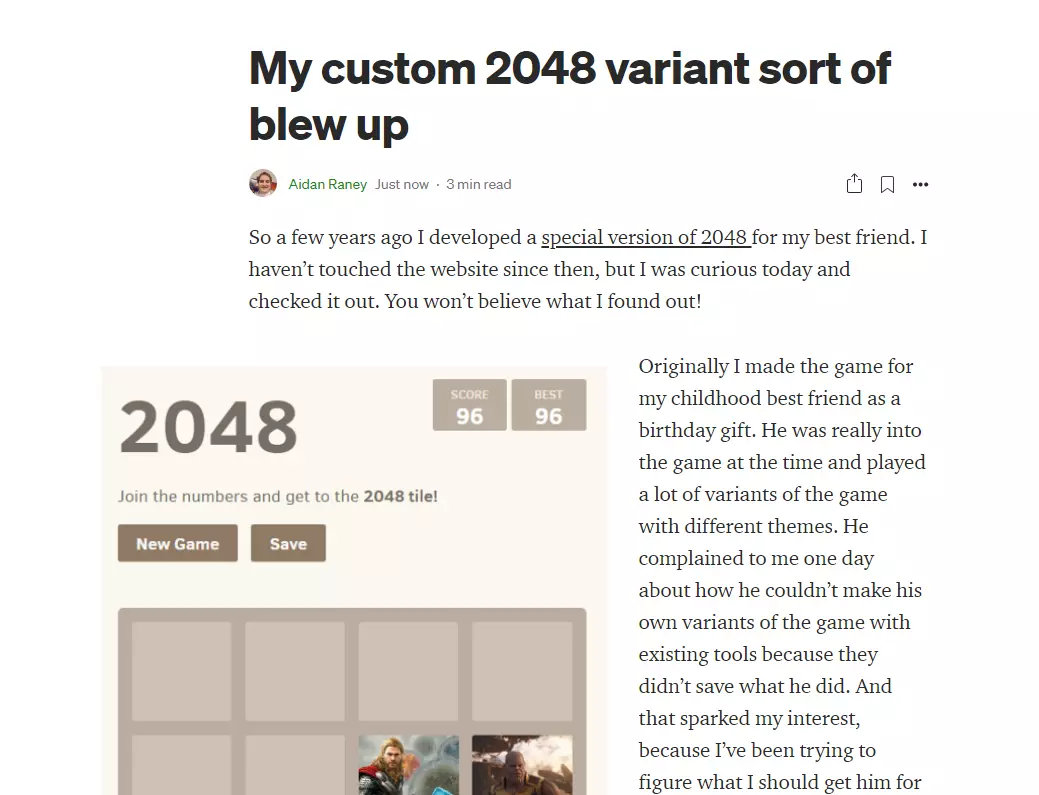 My custom 2048 variant sort of
blew up
Aidan Raney Just now · 3 min read
So a few years ago I developed a special version of 2048 for my best friend. I
haven’t touched the website since then, but I was curious today and
checked it out. You won’t believe what I found out!
2048
SCORE
96
BEST
96
Join the numbers and get to the 2048 tile!
New Game
Save
Originally I made the game for
my childhood best friend as a
birthday gift. He was really into
the game at the time and played
a lot of variants of the game
with different themes. He
complained to me one day
about how he couldn’t make his
own variants of the game with
existing tools because they
didn’t save what he did. And
that sparked my interest,
because I’ve been trying to
figure what I should get him for